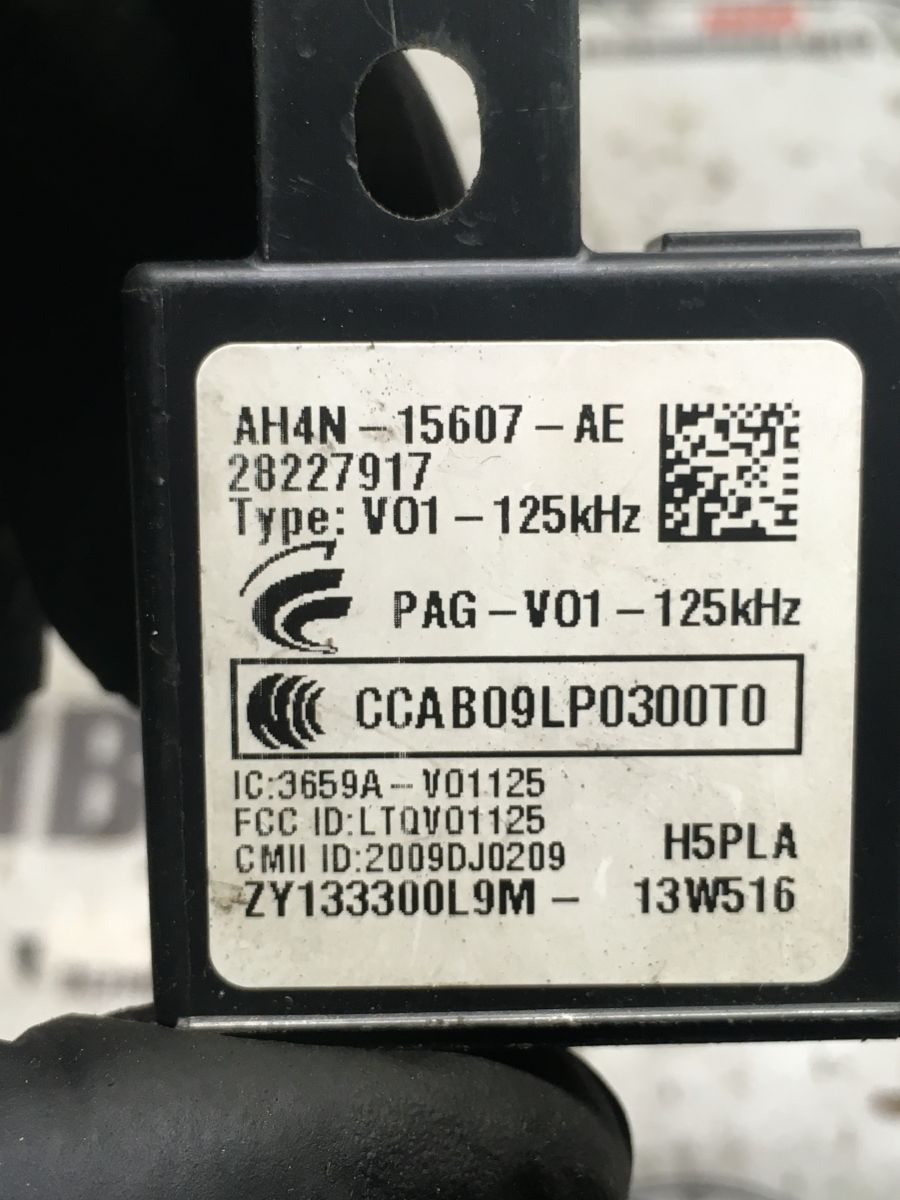 AH4N-15607-AE
28227917
Type: V01-125kHz
PAG-V01-125kHz
CCAB09LP0300T0
IC:3659A-V01125
FCC ID:LTQV01125
CMII ID:2009DJ0209
H5PLA
ZY133300L9M- 13W516